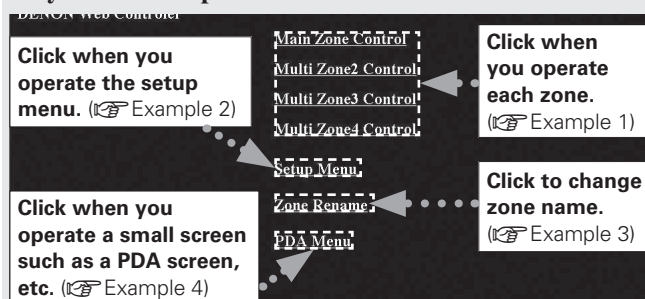 DENON Web Controler
Main Zone Control
Multi Zone2 Control
Multi Zone3 Control
Multi Zone4 Control
Setup Menu
Zone Rename
PDA Menu
Click when you
operate the setup
menu. (☞ Example 2)
Click when
you operate
each zone.
(☞ Example 1)
Click to change
zone name.
(☞ Example 3)
Click when you
operate a small screen
such as a PDA screen,
etc. (☞ Example 4)